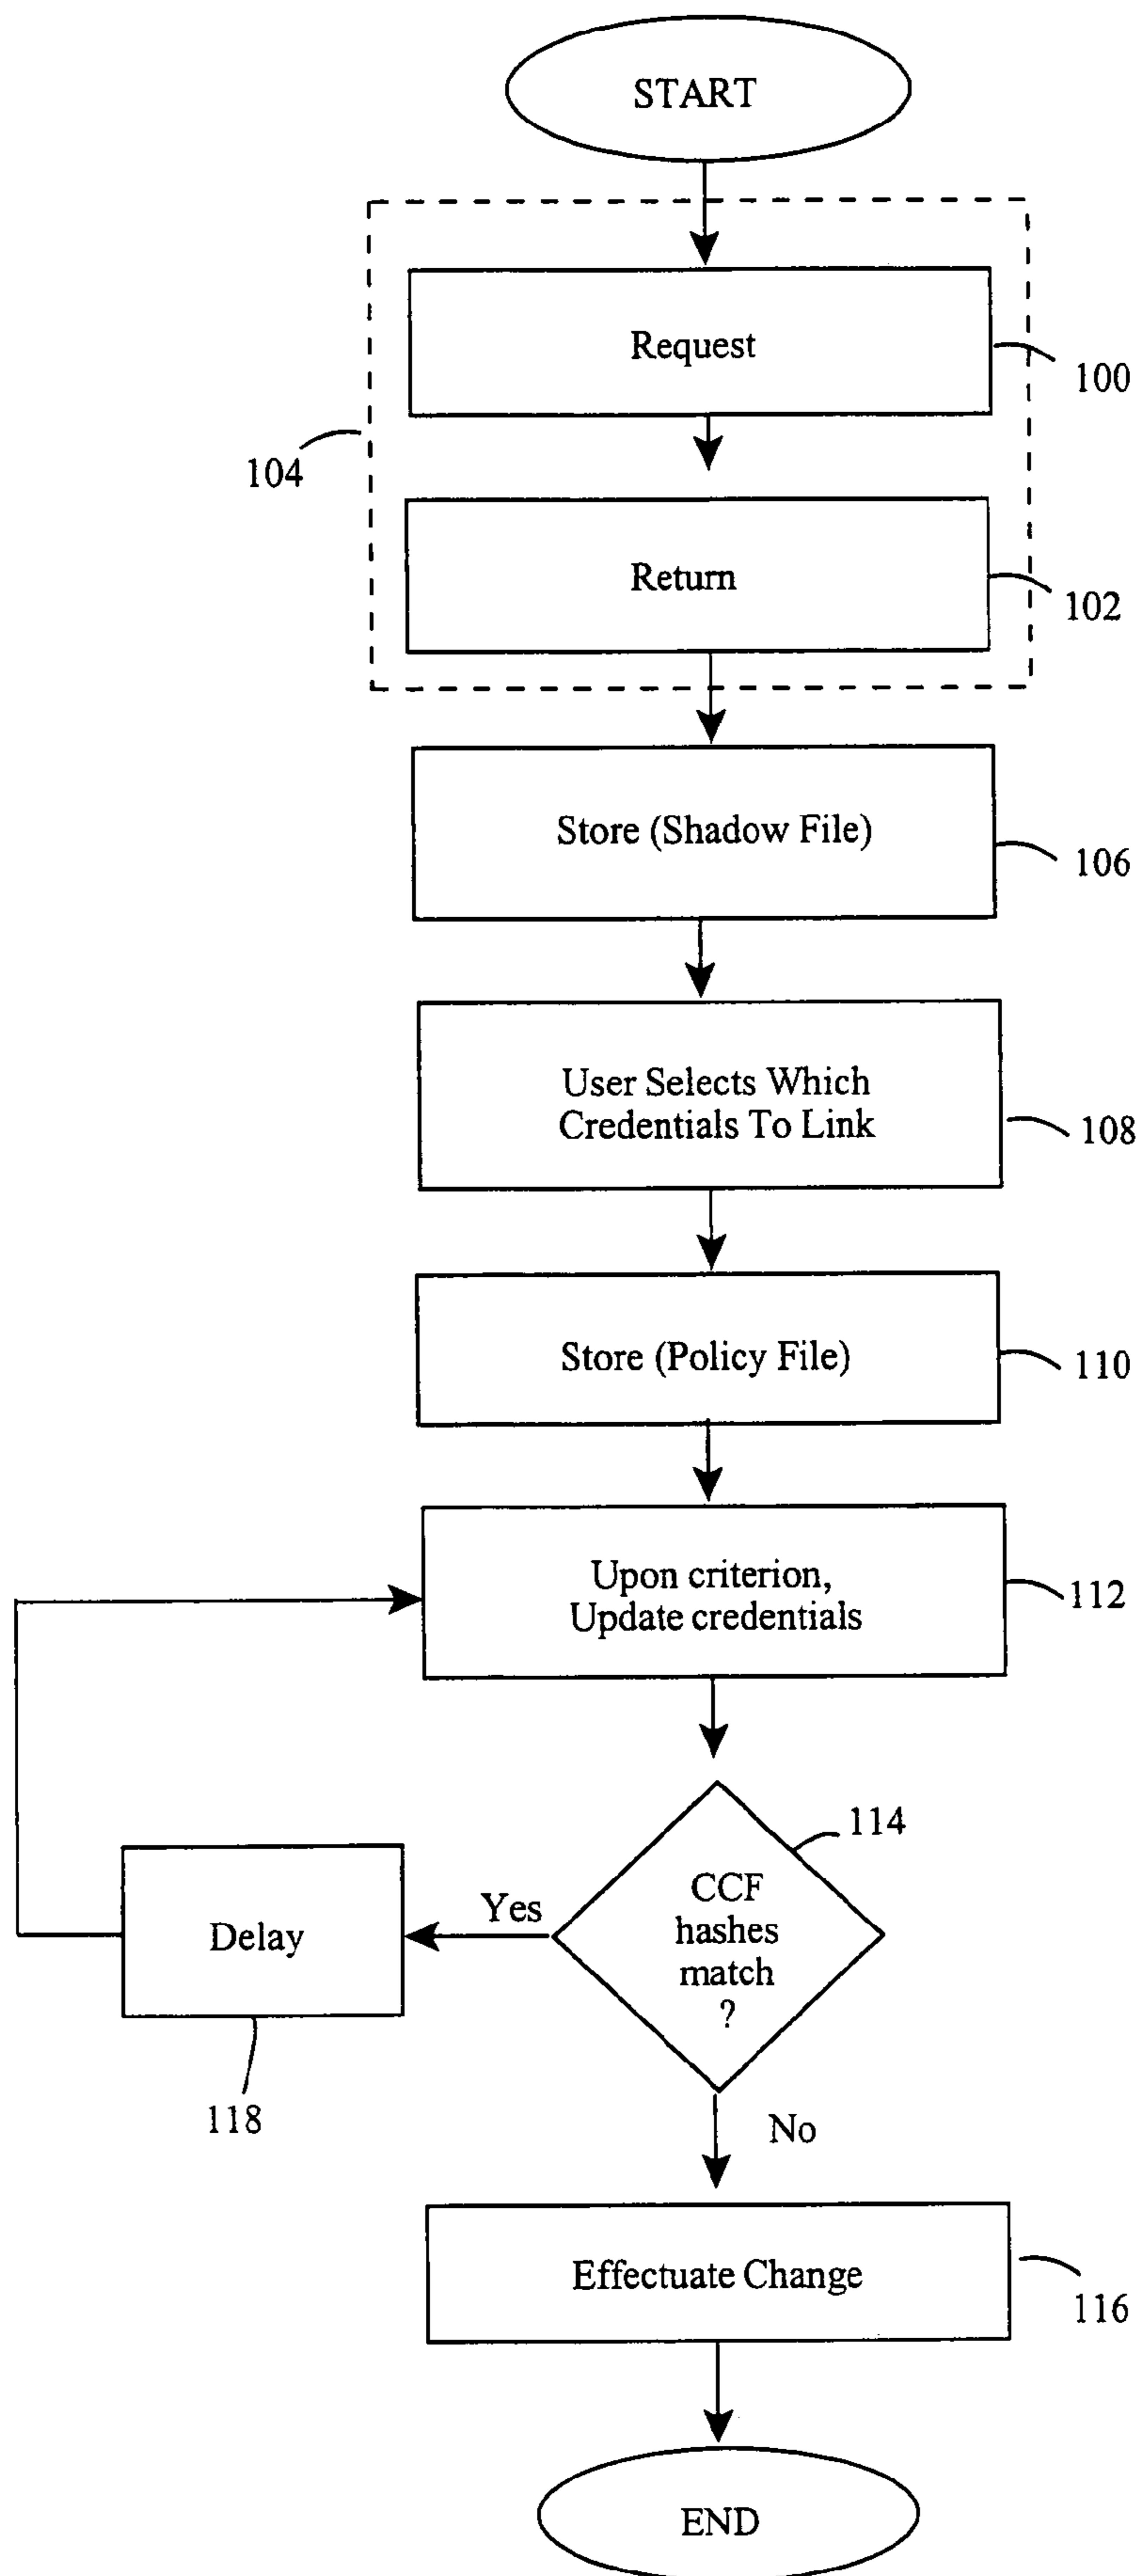 START
Request
100
104
Return
102
Store (Shadow File)
106
User Selects Which
Credentials To Link
108
Store (Policy File)
110
Upon criterion,
Update credentials
112
114
CCF
hashes
match
?
Yes
Delay
118
No
Effectuate Change
116
END